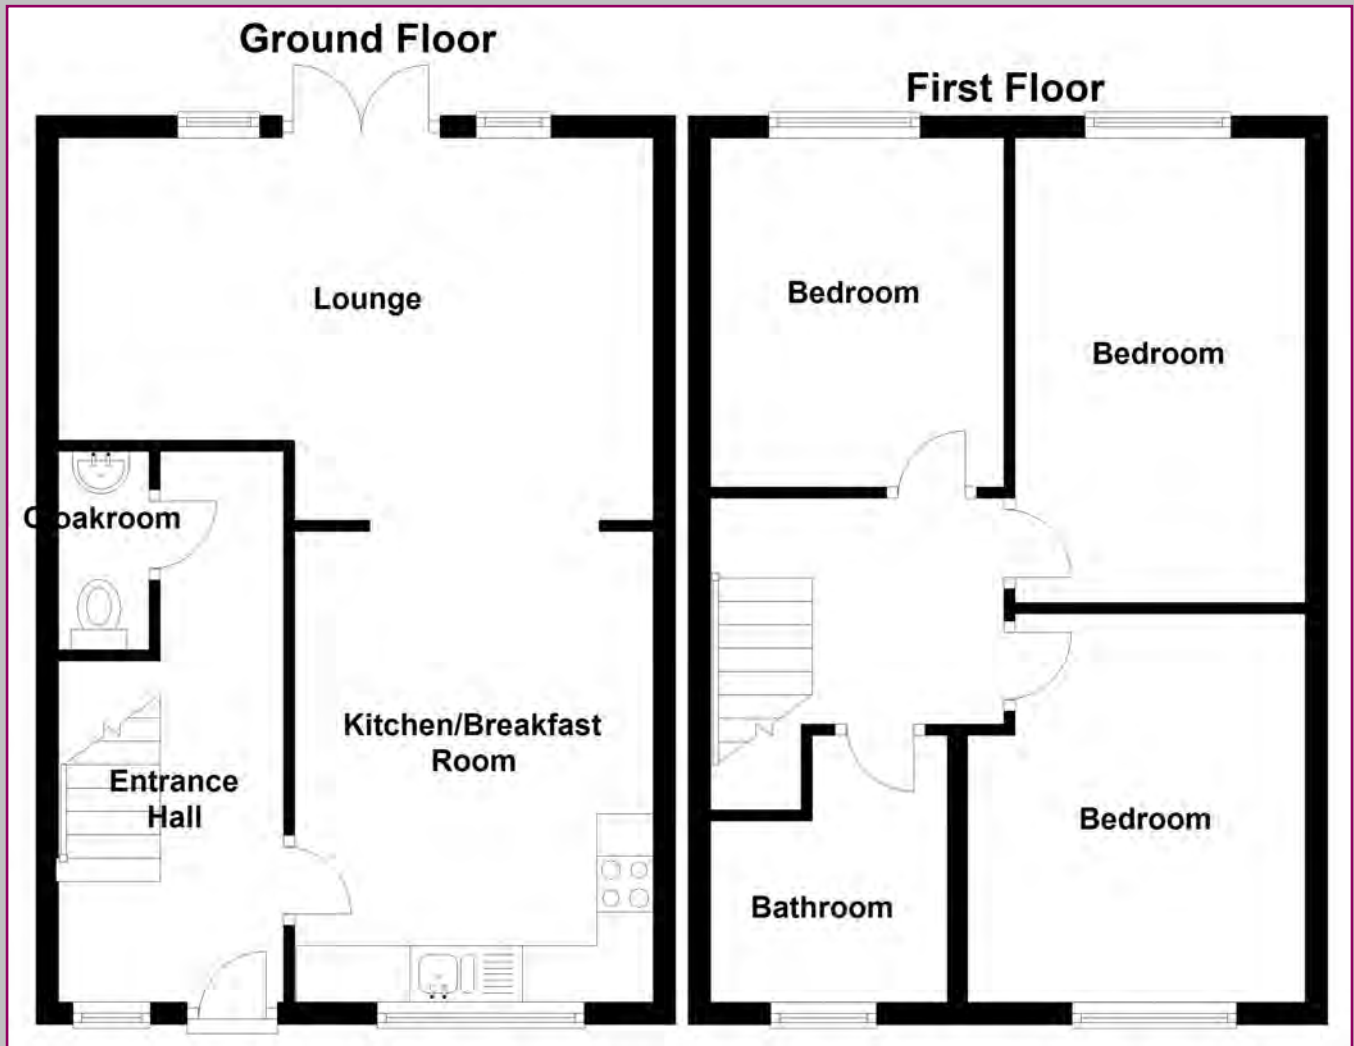 Ground Floor
First Floor
Lounge
Bedroom
Bedroom
Cloakroom
Kitchen/Breakfast
Room
Entrance
Hall
Bedroom
Bathroom